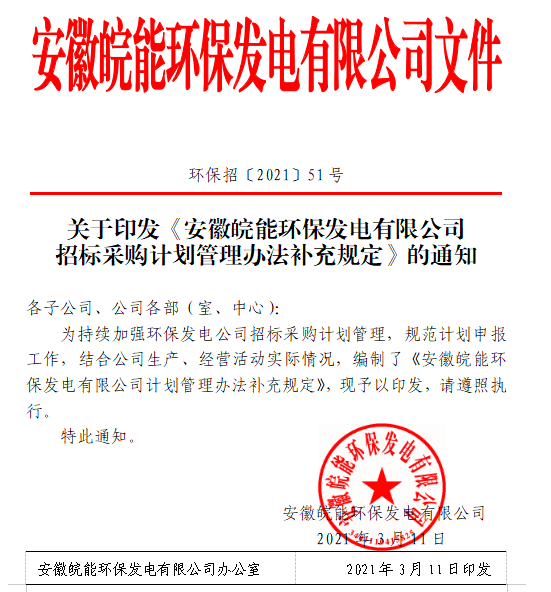 安徽皖能环保发电有限公司文件
环保招〔2021〕51号
关于印发《安徽皖能环保发电有限公司
招标采购计划管理办法补充规定》的通知
各子公司、公司各部（室、中心）：
为持续加强环保发电公司招标采购计划管理，规范计划申报
工作，结合公司生产、经营活动实际情况，编制了《安徽皖能环
保发电有限公司计划管理办法补充规定》，现予以印发，请遵照执
行。
特此通知。
安徽皖能环保发电有限公司
安徽皖能环保发电有限公司
2021年3月11日
安徽皖能环保发电有限公司办公室 2021年3月11日印发